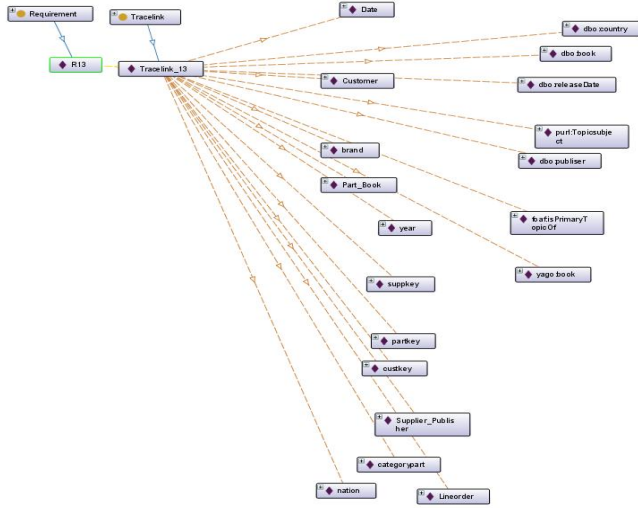 Requirement
Tracelink
Date
dbo:country
R13
Tracelink_13
dbo:book
Customer
dbo:releaseDate
purl:Topicsubje
ct
brand
dbo:publiser
Part_Book
foaf:isPrimaryT
opicOf
year
yago:book
suppkey
partkey
custkey
Supplier_Publis
her
categorypart
nation
Lineorder